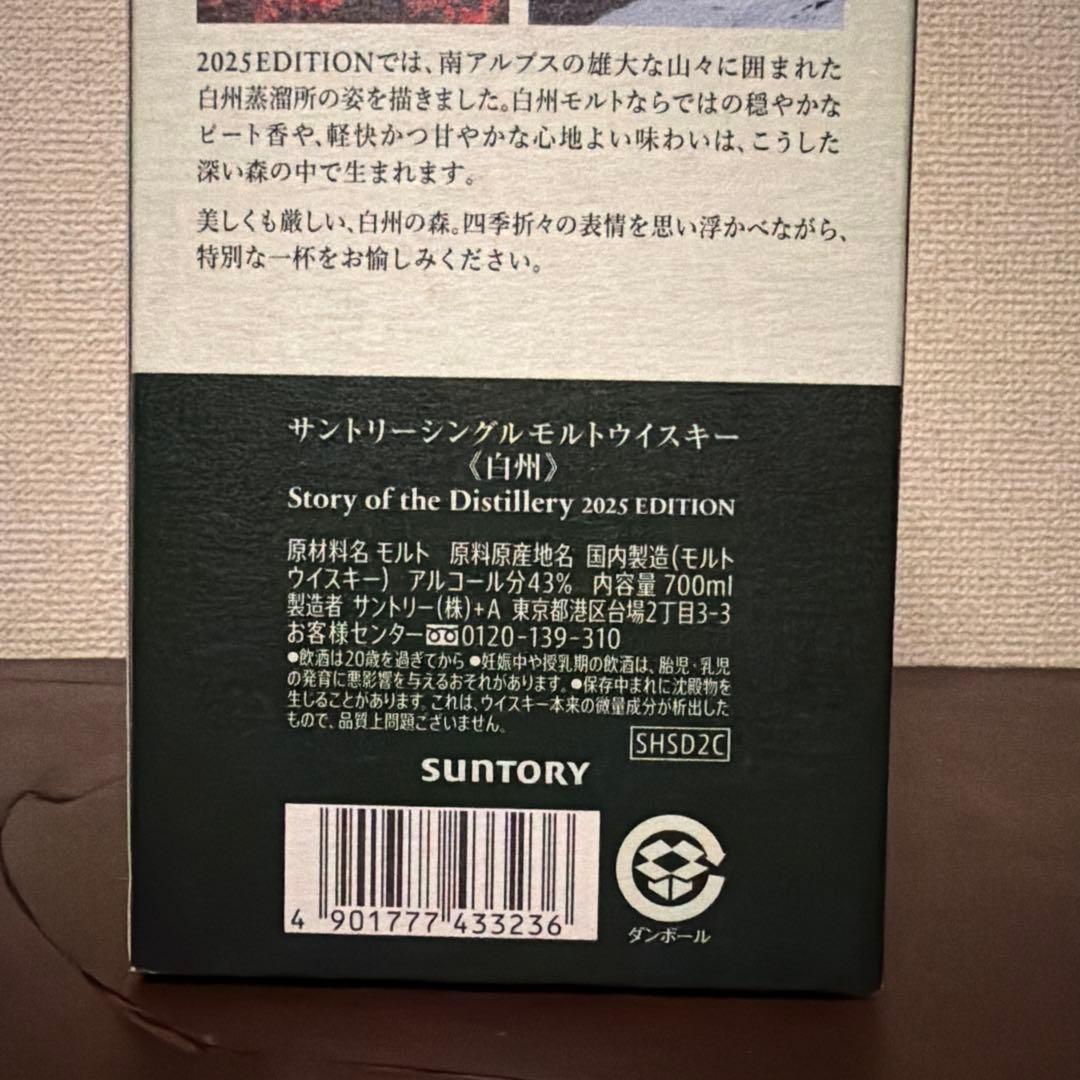 2025EDITIONでは、南アルプスの雄大な山々に囲まれた
白州蒸溜所の姿を描きました。白州モルトならではの穏やかな
ピート香や、軽快かつ甘やかな心地よい味わいは、こうした
深い森の中で生まれます。
美しくも厳しい、白州の森。四季折々の表情を思い浮かべながら、
特別な一杯をお愉しみください。
サントリーシングルモルトウイスキー
《白州》
Story of the Distillery 2025 EDITION
原材料名 モルト 原料原産地名 国内製造(モルト
ウイスキー) アルコール分43% 内容量 700ml
製造者 サントリー(株)+A 東京都港区台場2丁目3-3
お客様センター 0120-139-310
●飲酒は20歳を過ぎてから ●妊娠中や授乳期の飲酒は、胎児・乳児
の発育に悪影響を与えるおそれがあります。●保存中まれに沈殿物を
生じることがあります。これは、ウイスキー本来の微量成分が析出した
もので、品質上問題ございません。
SHSD2C
SUNTORY
4 901777 433236
ダンボール